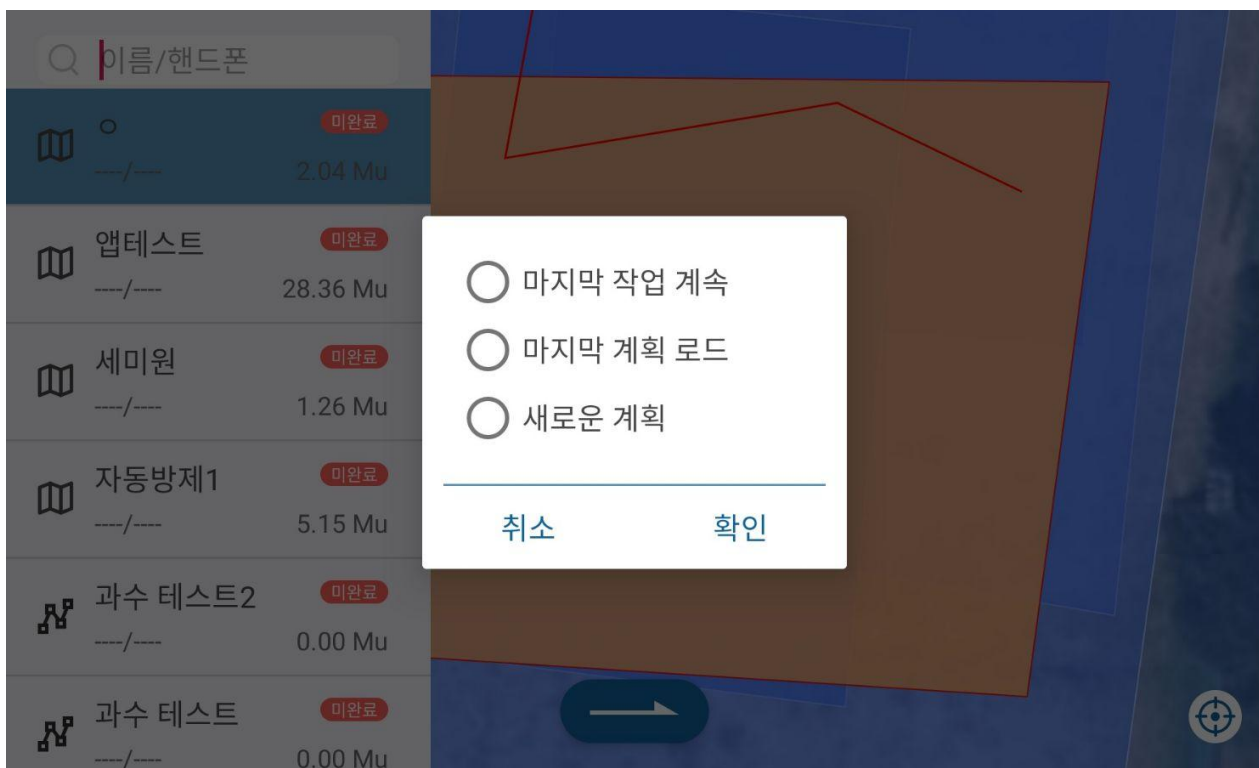 이름/핸드폰
ㅇ 미완료
----/---- 2.04 Mu
앱테스트 미완료
----/---- 28.36 Mu
세미원 미완료
----/---- 1.26 Mu
자동방제1 미완료
----/---- 5.15 Mu
과수 테스트2 미완료
----/---- 0.00 Mu
과수 테스트 미완료
----/---- 0.00 Mu
마지막 작업 계속
마지막 계획 로드
새로운 계획
취소 확인